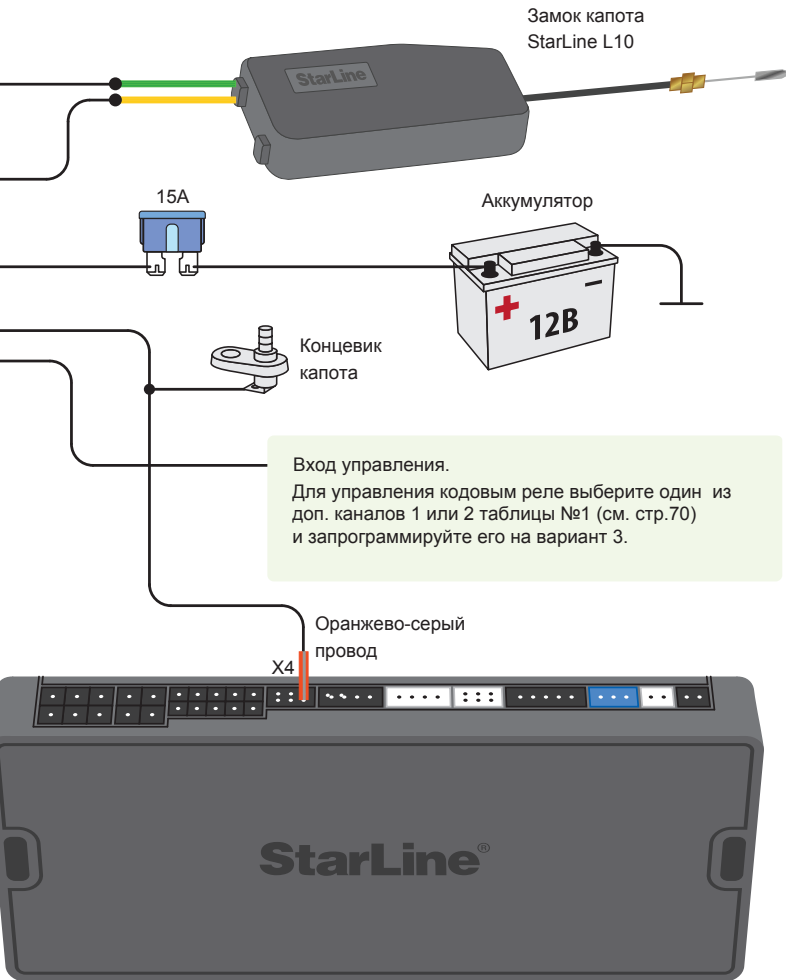 Замок капота
StarLine L10
StarLine
15А
Аккумулятор
12В
Концевик
капота
Вход управления.
Для управления кодовым реле выберите один из
доп. каналов 1 или 2 таблицы №1 (см. стр.70)
и запрограммируйте его на вариант 3.
Оранжево-серый
провод
X4
StarLine®